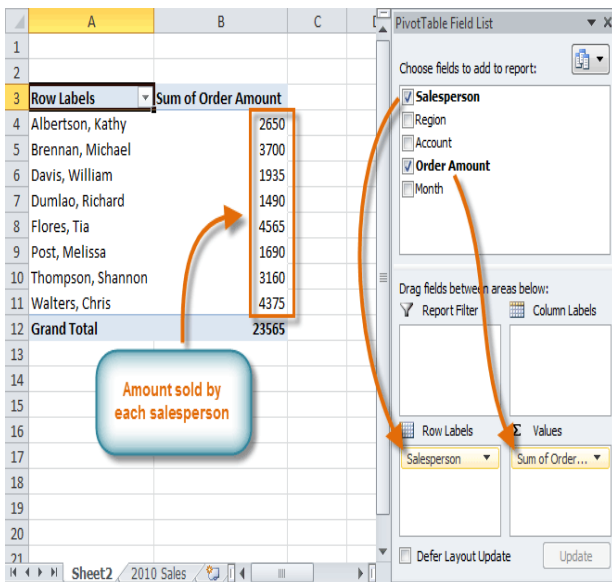 A B C
1
2
3 Row Labels Sum of Order Amount
4 Albertson, Kathy 2650
5 Brennan, Michael 3700
6 Davis, William 1935
7 Dumlao, Richard 1490
8 Flores, Tia 4565
9 Post, Melissa 1690
10 Thompson, Shannon 3160
11 Walters, Chris 4375
12 Grand Total 23565
13
14
15
16
17
18
19
20
21
Amount sold by
each salesperson
Sheet2 2010 Sales
PivotTable Field List
Choose fields to add to report:
Salesperson
Region
Account
Order Amount
Month
Drag fields between areas below:
Report Filter Column Labels
Row Labels Σ Values
Salesperson Sum of Order...
Defer Layout Update Update